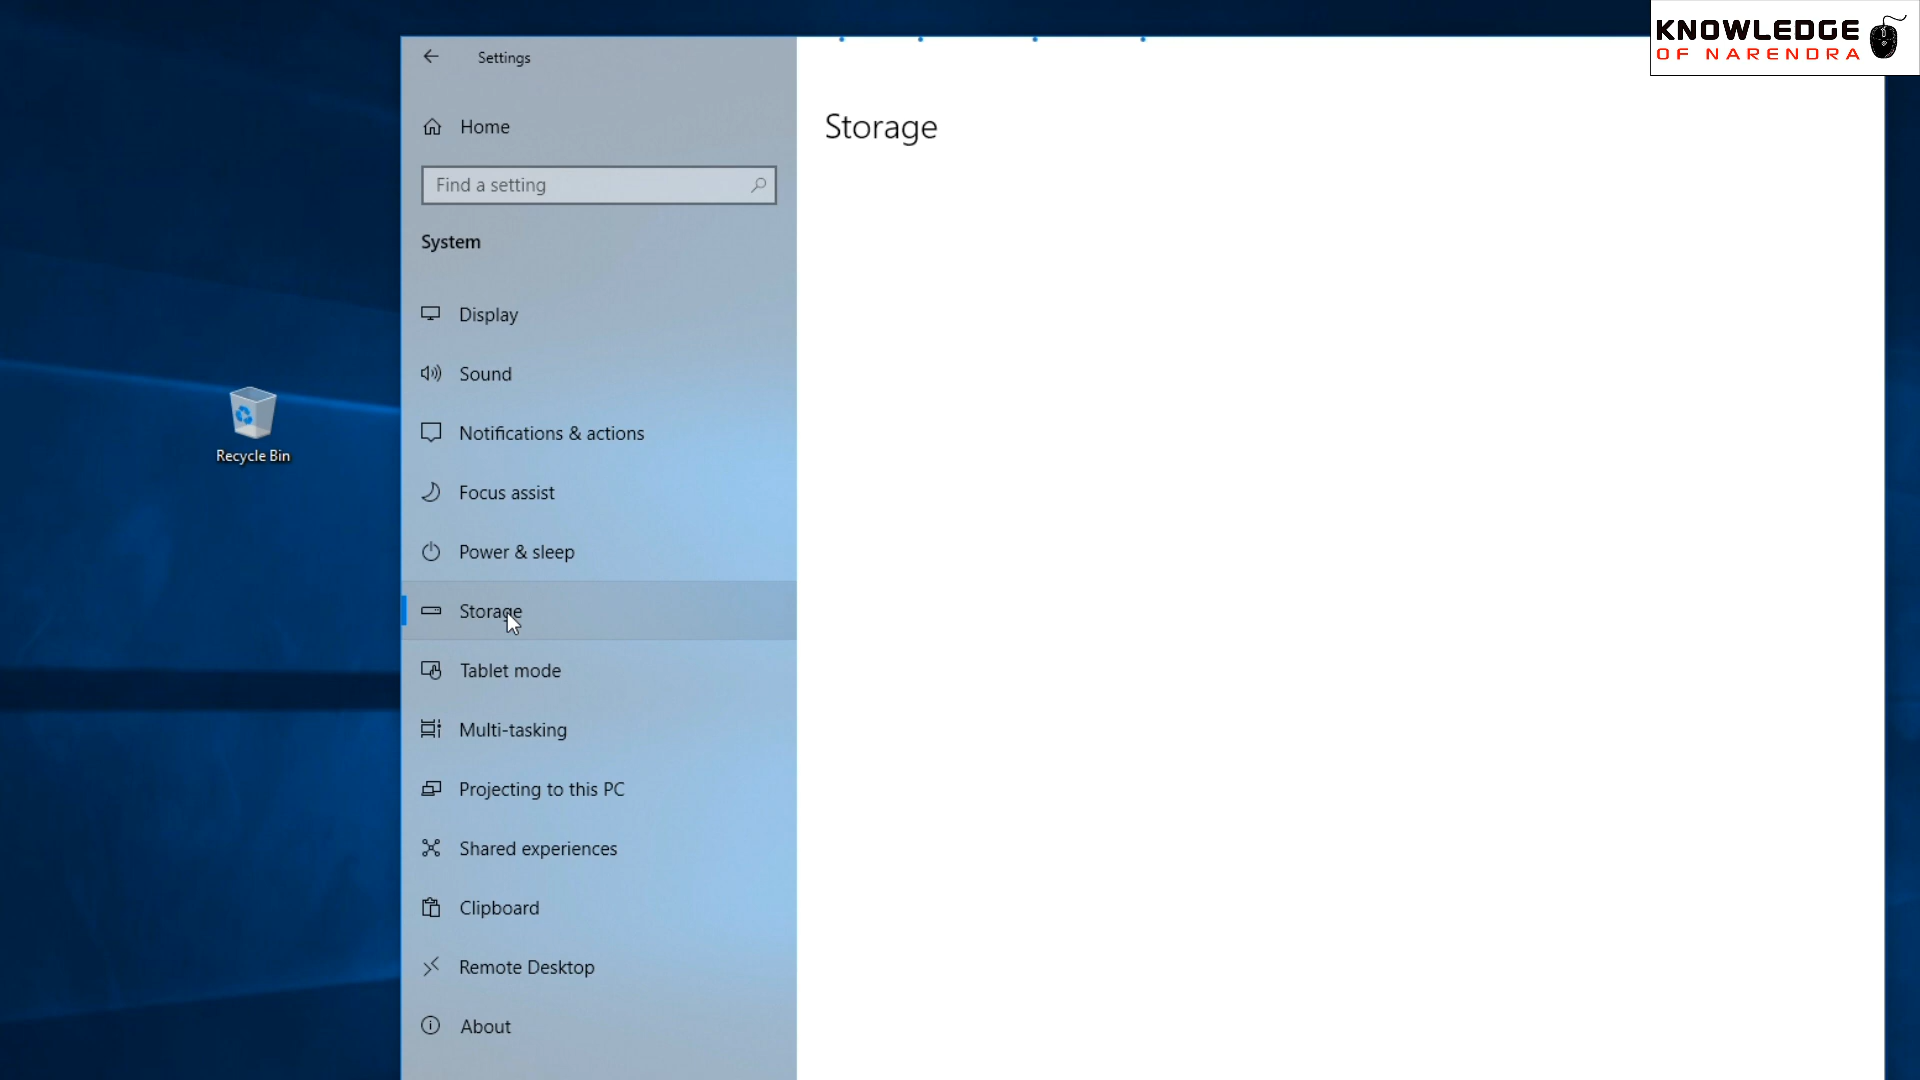 KNOWLEDGE
OF NARENDRA
Settings
Home
Find a setting
System
Display
Sound
Notifications & actions
Focus assist
Power & sleep
Storage
Tablet mode
Multi-tasking
Projecting to this PC
Shared experiences
Clipboard
Remote Desktop
About
Storage
Recycle Bin